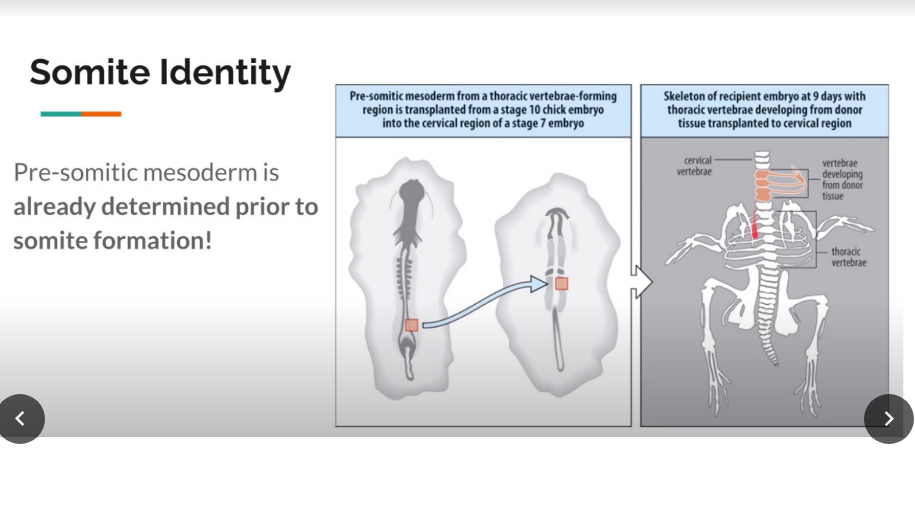 Somite Identity
Pre-somitic mesoderm is
already determined prior to
somite formation!
Pre-somitic mesoderm from a thoracic vertebrae-forming
region is transplanted from a stage 10 chick embryo
into the cervical region of a stage 7 embryo
Skeleton of recipient embryo at 9 days with
thoracic vertebrae developing from donor
tissue transplanted to cervical region
cervical
vertebrae
vertebrae
developing
from donor
tissue
thoracic
vertebrae